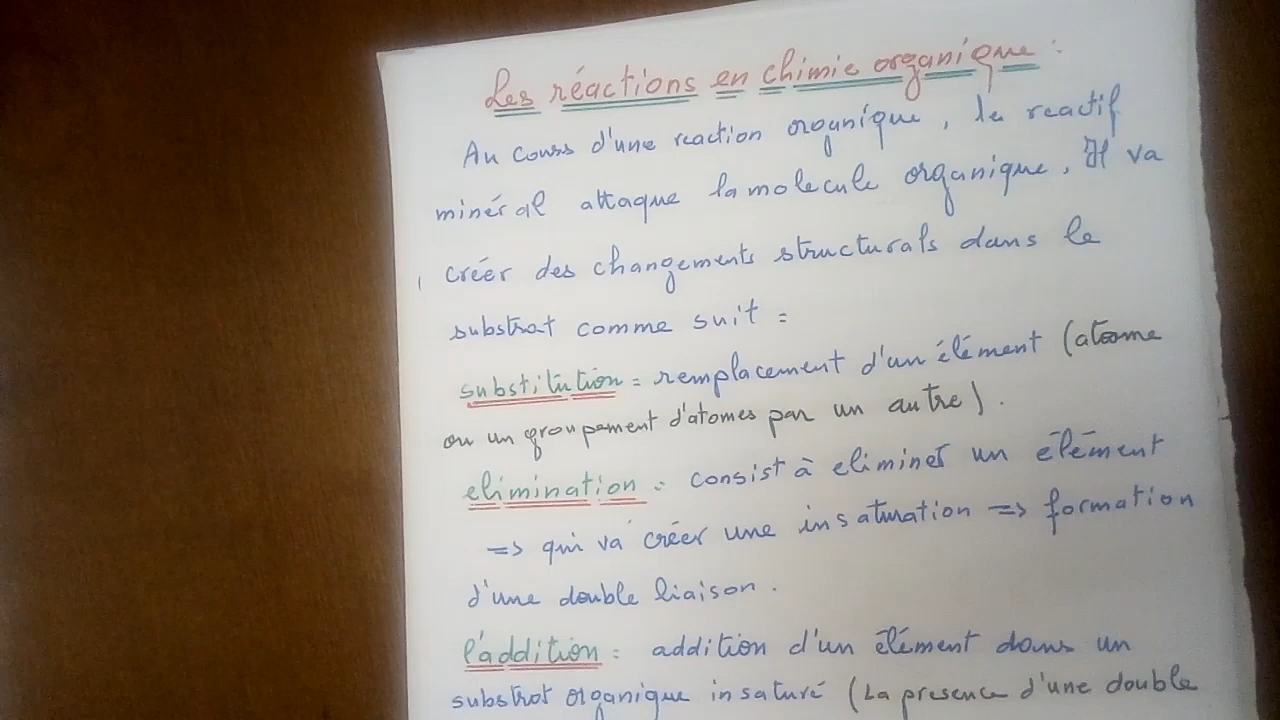 Les réactions en chimie organique :
Au cours d'une reaction organique, le reactif
minéral attaque la molecule organique. Il va
créer des changements structurals dans le
substrat comme suit :
substitution = remplacement d'un élément (atome
ou un groupement d'atomes par un autre).
elimination = consist à eliminer un élément
=> qui va créer une insaturation => formation
d'une double liaison.
l'addition = addition d'un élément dans un
substrat organique insaturé (La presence d'une double